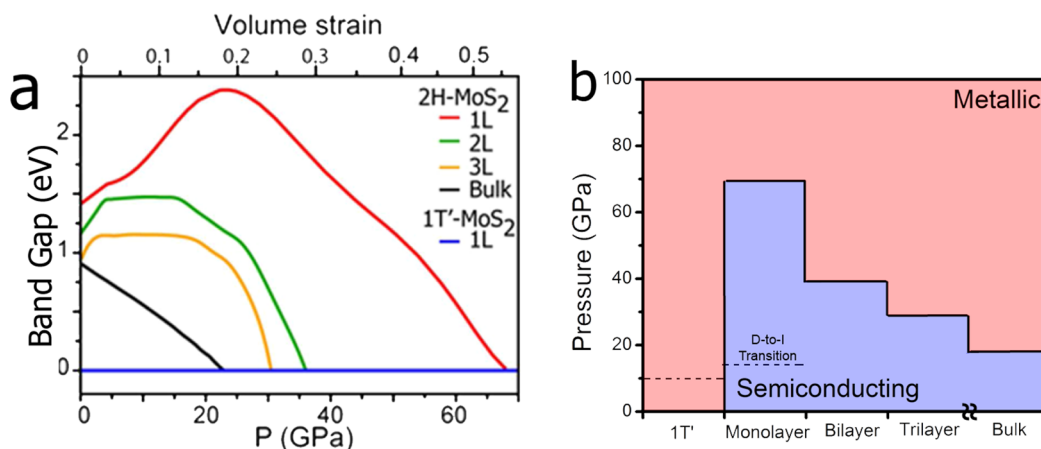 a
Volume strain
0 0.1 0.2 0.3 0.4 0.5
Band Gap (eV)
2
1
0
2H-MoS₂
1L
2L
3L
Bulk
1T′-MoS₂
1L
0 20 40 60
P (GPa)
b
Pressure (GPa)
100
80
60
40
20
0
Metallic
D-to-I
Transition
Semiconducting
1T' Monolayer Bilayer Trilayer Bulk